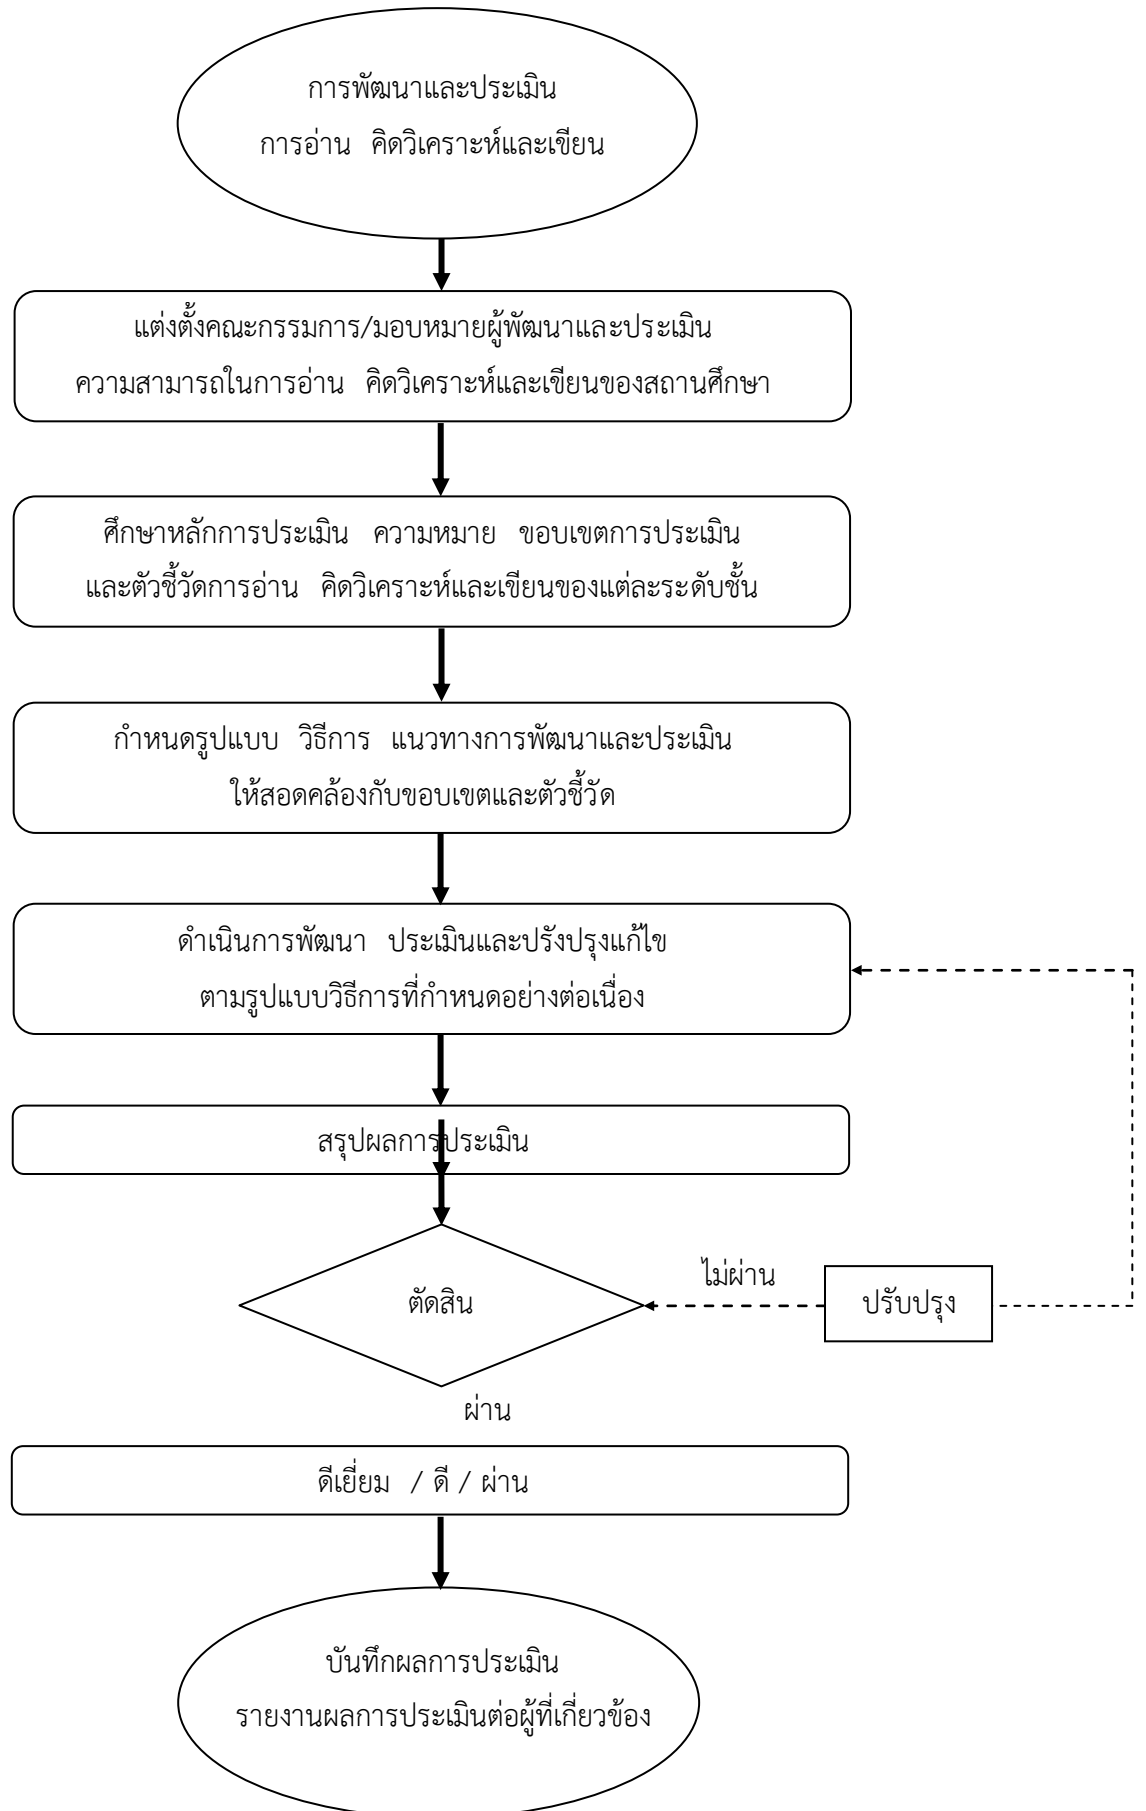 การพัฒนาและประเมิน
การอ่าน คิดวิเคราะห์และเขียน
แต่งตั้งคณะกรรมการ/มอบหมายผู้พัฒนาและประเมิน
ความสามารถในการอ่าน คิดวิเคราะห์และเขียนของสถานศึกษา
ศึกษาหลักการประเมิน ความหมาย ขอบเขตการประเมิน
และตัวชี้วัดการอ่าน คิดวิเคราะห์และเขียนของแต่ละระดับชั้น
กำหนดรูปแบบ วิธีการ แนวทางการพัฒนาและประเมิน
ให้สอดคล้องกับขอบเขตและตัวชี้วัด
ดำเนินการพัฒนา ประเมินและปรังปรุงแก้ไข
ตามรูปแบบวิธีการที่กำหนดอย่างต่อเนื่อง
สรุปผลการประเมิน
ไม่ผ่าน
ตัดสิน
ปรับปรุง
ผ่าน
ดีเยี่ยม / ดี / ผ่าน
บันทึกผลการประเมิน
รายงานผลการประเมินต่อผู้ที่เกี่ยวข้อง